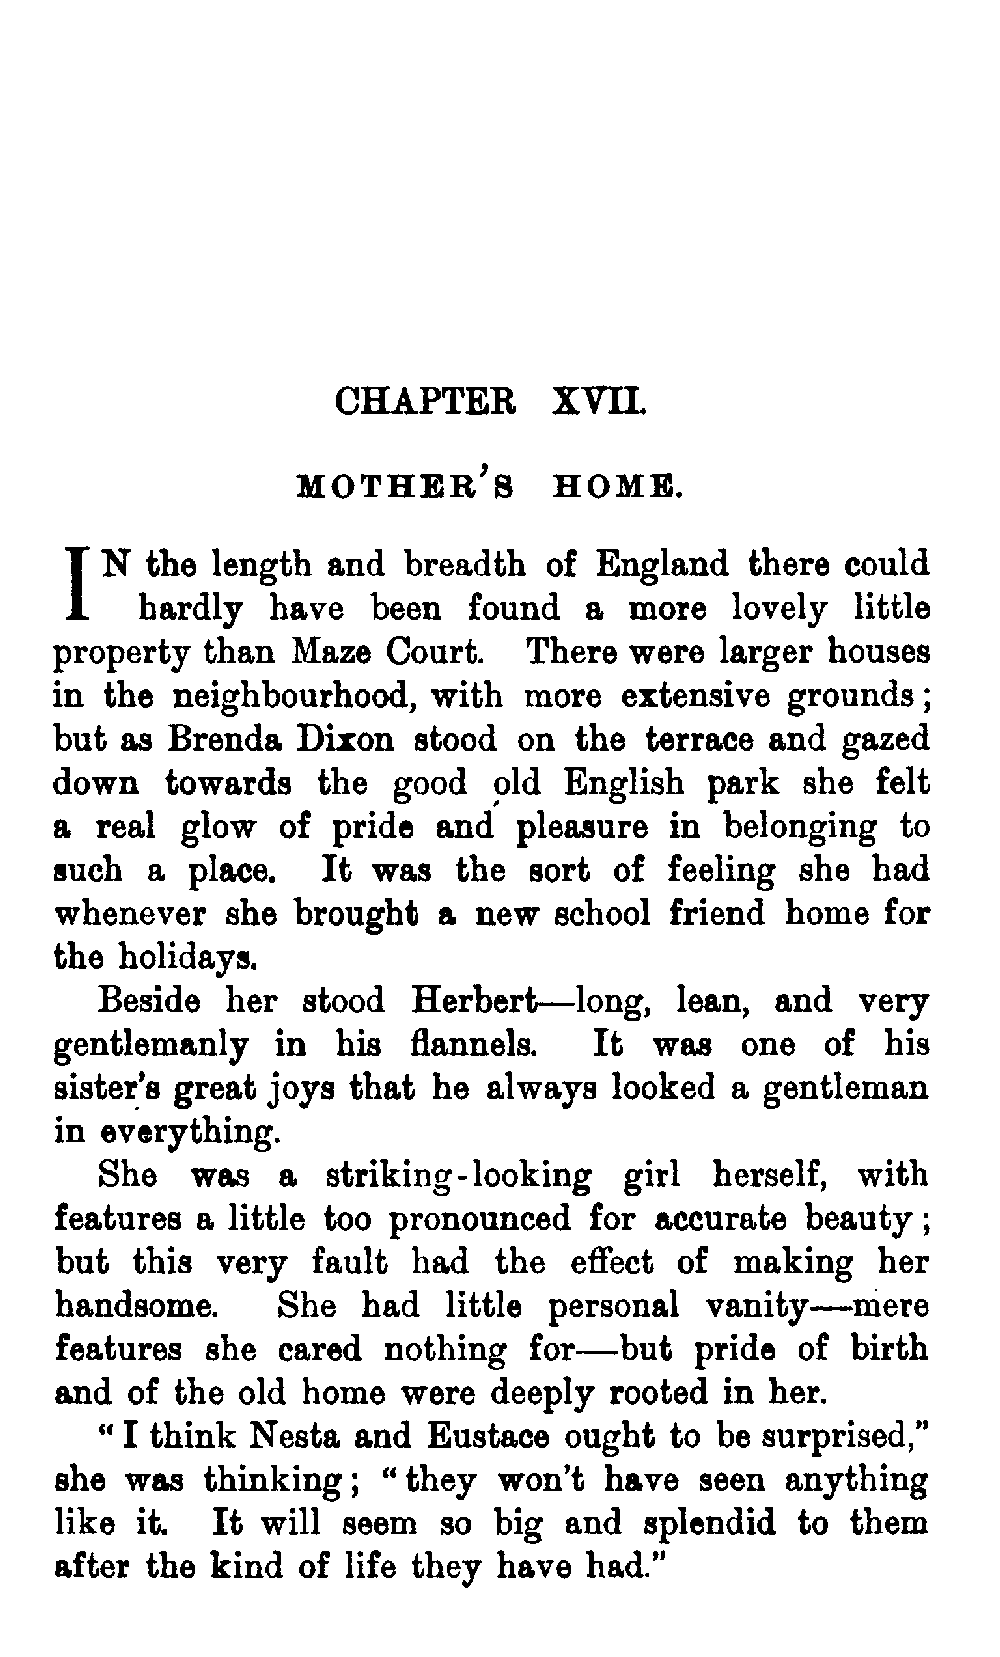 CHAPTER XVII.
MOTHER'S HOME.
IN the length and breadth of England there could
hardly have been found a more lovely little
property than Maze Court. There were larger houses
in the neighbourhood, with more extensive grounds;
but as Brenda Dixon stood on the terrace and gazed
down towards the good old English park she felt
a real glow of pride and pleasure in belonging to
such a place. It was the sort of feeling she had
whenever she brought a new school friend home for
the holidays.
Beside her stood Herbert—long, lean, and very
gentlemanly in his flannels. It was one of his
sister's great joys that he always looked a gentleman
in everything.
She was a striking-looking girl herself, with
features a little too pronounced for accurate beauty;
but this very fault had the effect of making her
handsome. She had little personal vanity—mere
features she cared nothing for—but pride of birth
and of the old home were deeply rooted in her.
"I think Nesta and Eustace ought to be surprised,"
she was thinking; "they won't have seen anything
like it. It will seem so big and splendid to them
after the kind of life they have had."